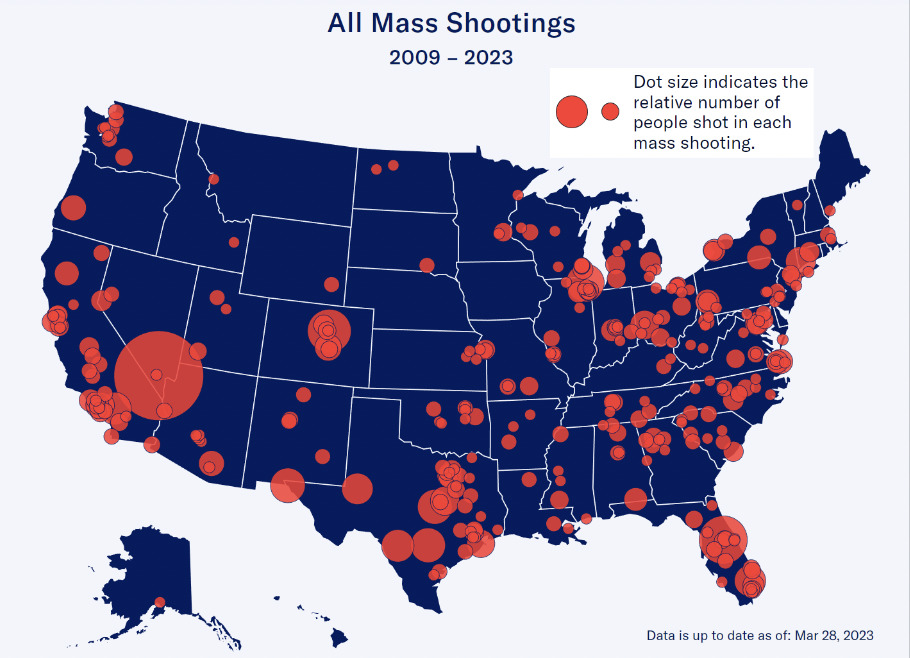 All Mass Shootings
2009 – 2023
Dot size indicates the
relative number of
people shot in each
mass shooting.
Data is up to date as of: Mar 28, 2023